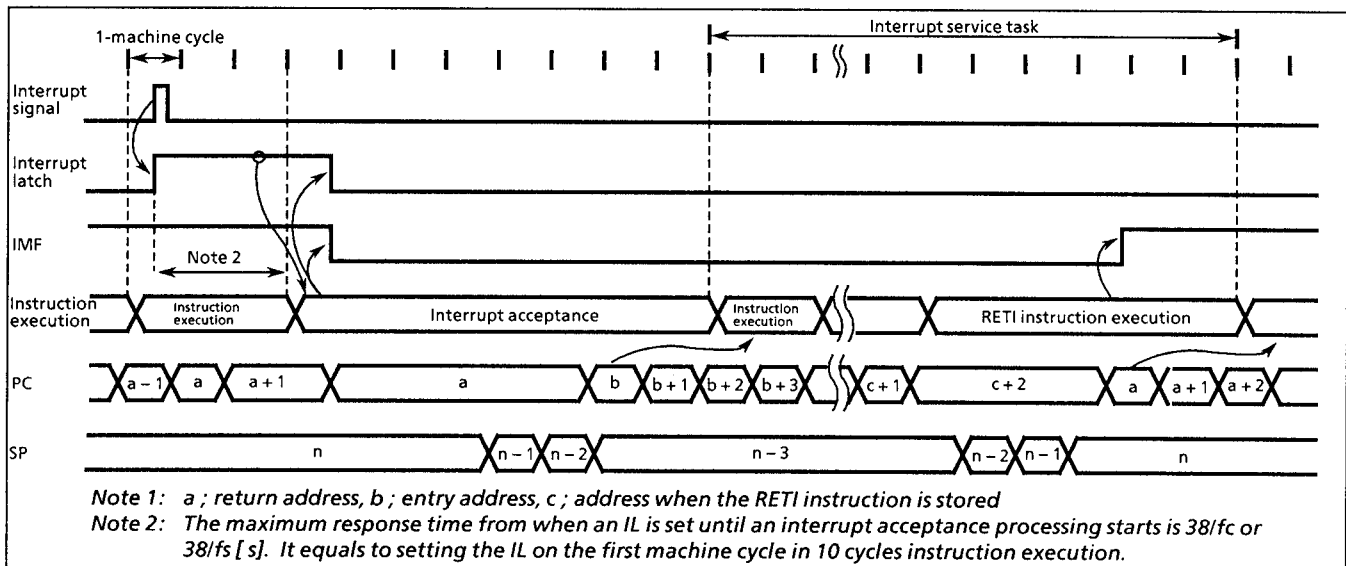 1-machine cycle
Interrupt service task
Interrupt
signal
Interrupt
latch
IMF
Note 2
Instruction
execution
Instruction
execution
Interrupt acceptance
Instruction
execution
RETI instruction execution
PC
a – 1 a a + 1 a b b + 1 b + 2 b + 3 c + 1 c + 2 a a + 1 a + 2
SP
n n – 1 n – 2 n – 3 n – 2 n – 1 n
Note 1: a ; return address, b ; entry address, c ; address when the RETI instruction is stored
Note 2: The maximum response time from when an IL is set until an interrupt acceptance processing starts is 38/fc or
38/fs [ s]. It equals to setting the IL on the first machine cycle in 10 cycles instruction execution.